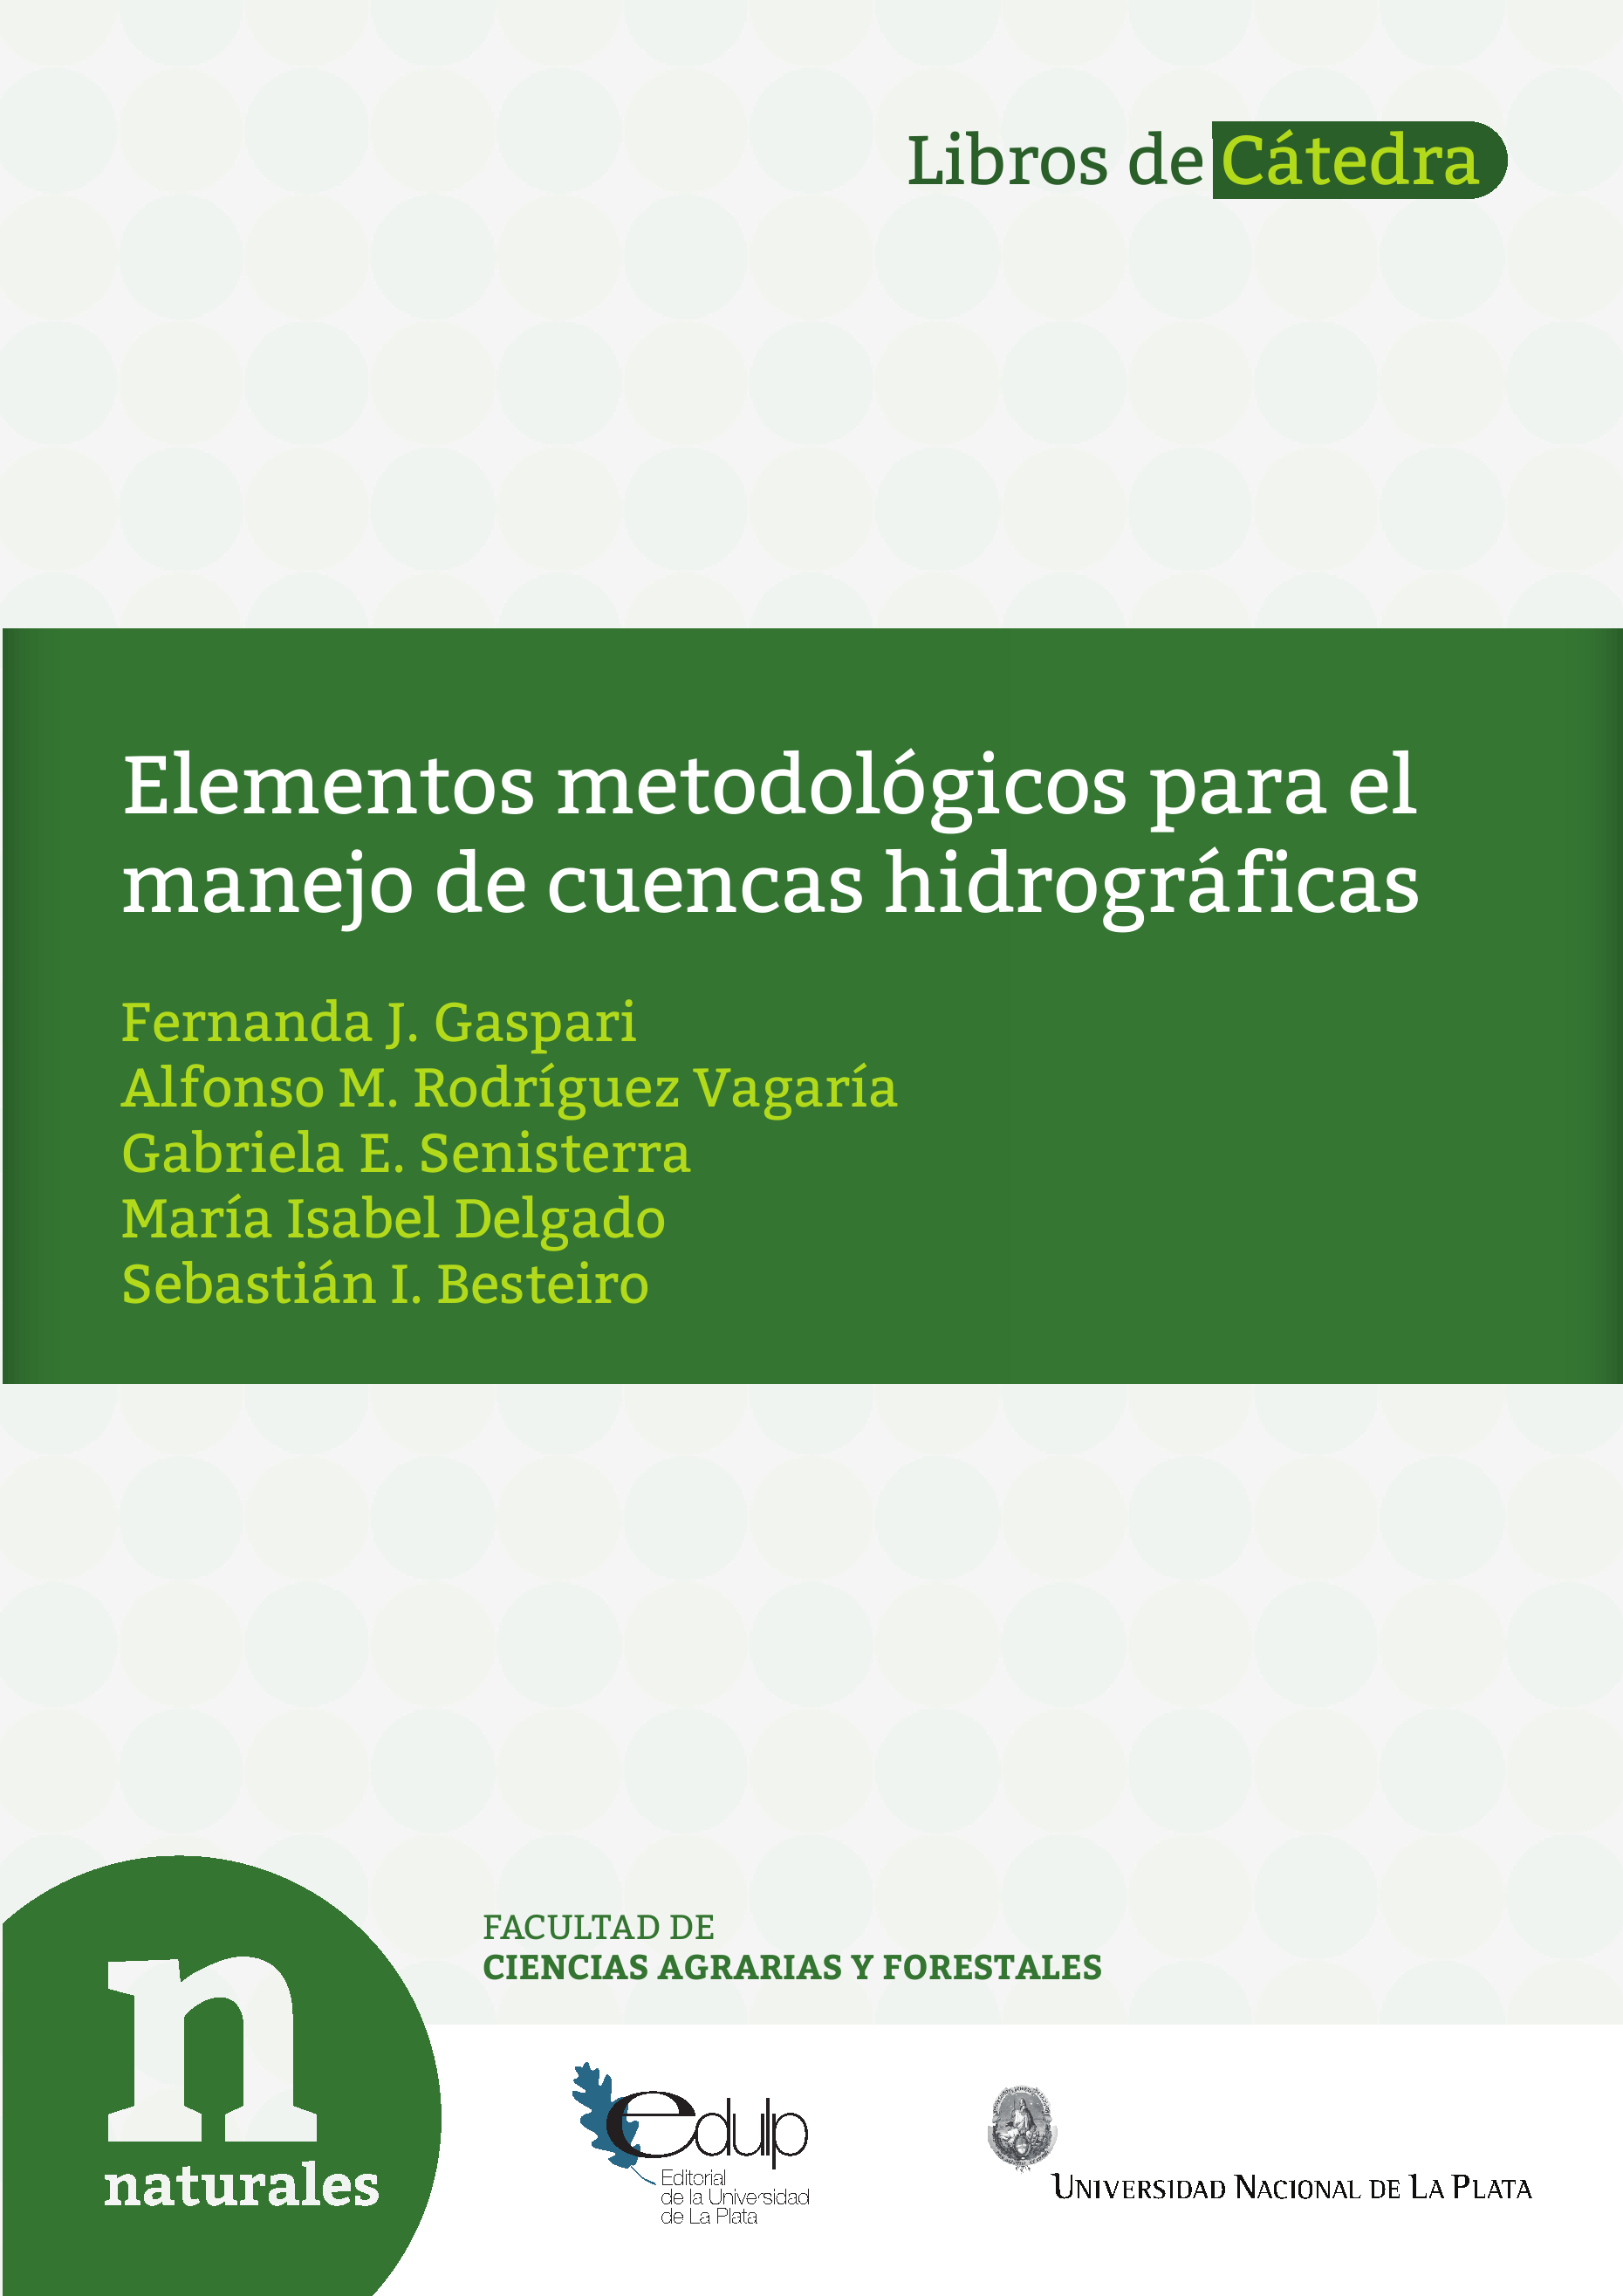 Libros de Cátedra
Elementos metodológicos para el
manejo de cuencas hidrográficas
Fernanda J. Gaspari
Alfonso M. Rodríguez Vagaría
Gabriela E. Senisterra
María Isabel Delgado
Sebastián I. Besteiro
FACULTAD DE
CIENCIAS AGRARIAS Y FORESTALES
n
naturales
edulp
Editorial
de la Universidad
de La Plata
UNIVERSIDAD NACIONAL DE LA PLATA